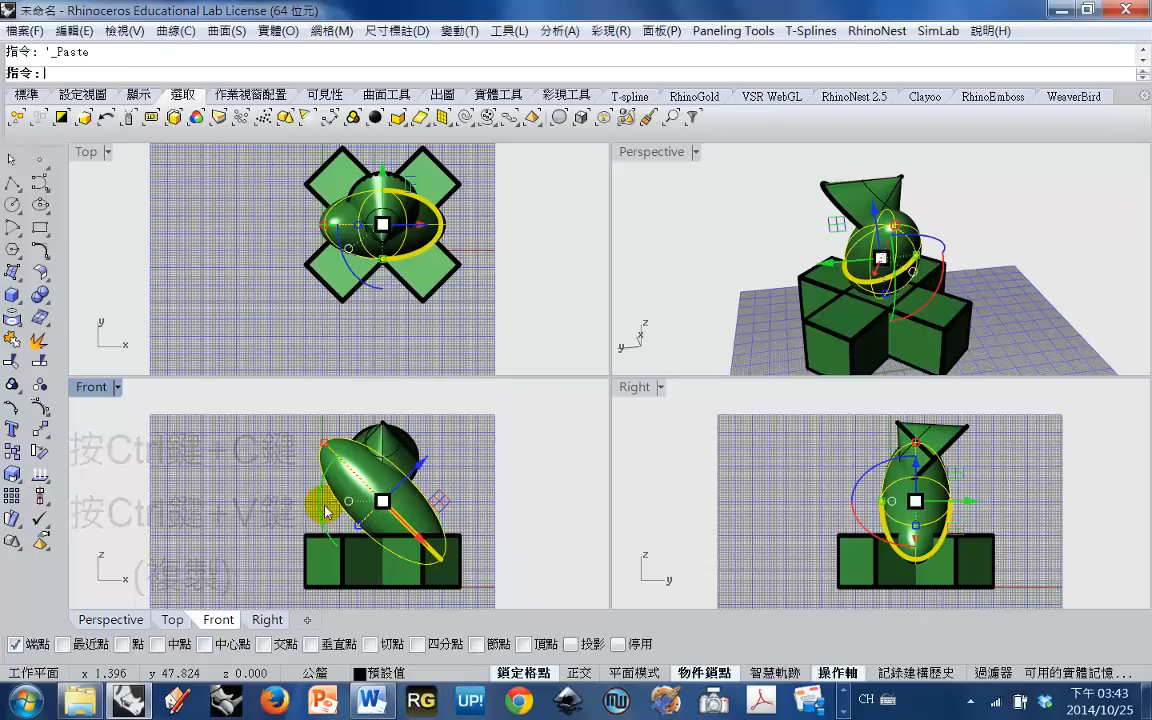 未命名 - Rhinoceros Educational Lab License (64 位元)
檔案(F) 編輯(E) 檢視(V) 曲線(C) 曲面(S) 實體(O) 網格(M) 尺寸標註(D) 變動(T) 工具(L) 分析(A) 彩現(R) 面板(P) Paneling Tools T-Splines RhinoNest SimLab 說明(H)
指令: '_Paste
指令:
標準 設定視圖 顯示 選取 作業視窗配置 可見性 曲面工具 出圖 實體工具 彩現工具 T-spline RhinoGold VSR WebGL RhinoNest 2.5 Clayoo RhinoEmboss WeaverBird
Top
Perspective
y
x
z
x
y
Front
Right
按Ctrl鍵+C鍵
按Ctrl鍵+V鍵
(複製)
z
x
z
y
Perspective Top Front Right
端點 最近點 點 中點 中心點 交點 垂直點 切點 四分點 節點 頂點 投影 停用
工作平面 x 1.396 y 47.824 z 0.000 公釐 預設值 鎖定格點 正交 平面模式 物件鎖點 智慧軌跡 操作軸 記錄建構歷史 過濾器 可用的實體記憶...
RG UP! CH 下午 03:43
2014/10/25